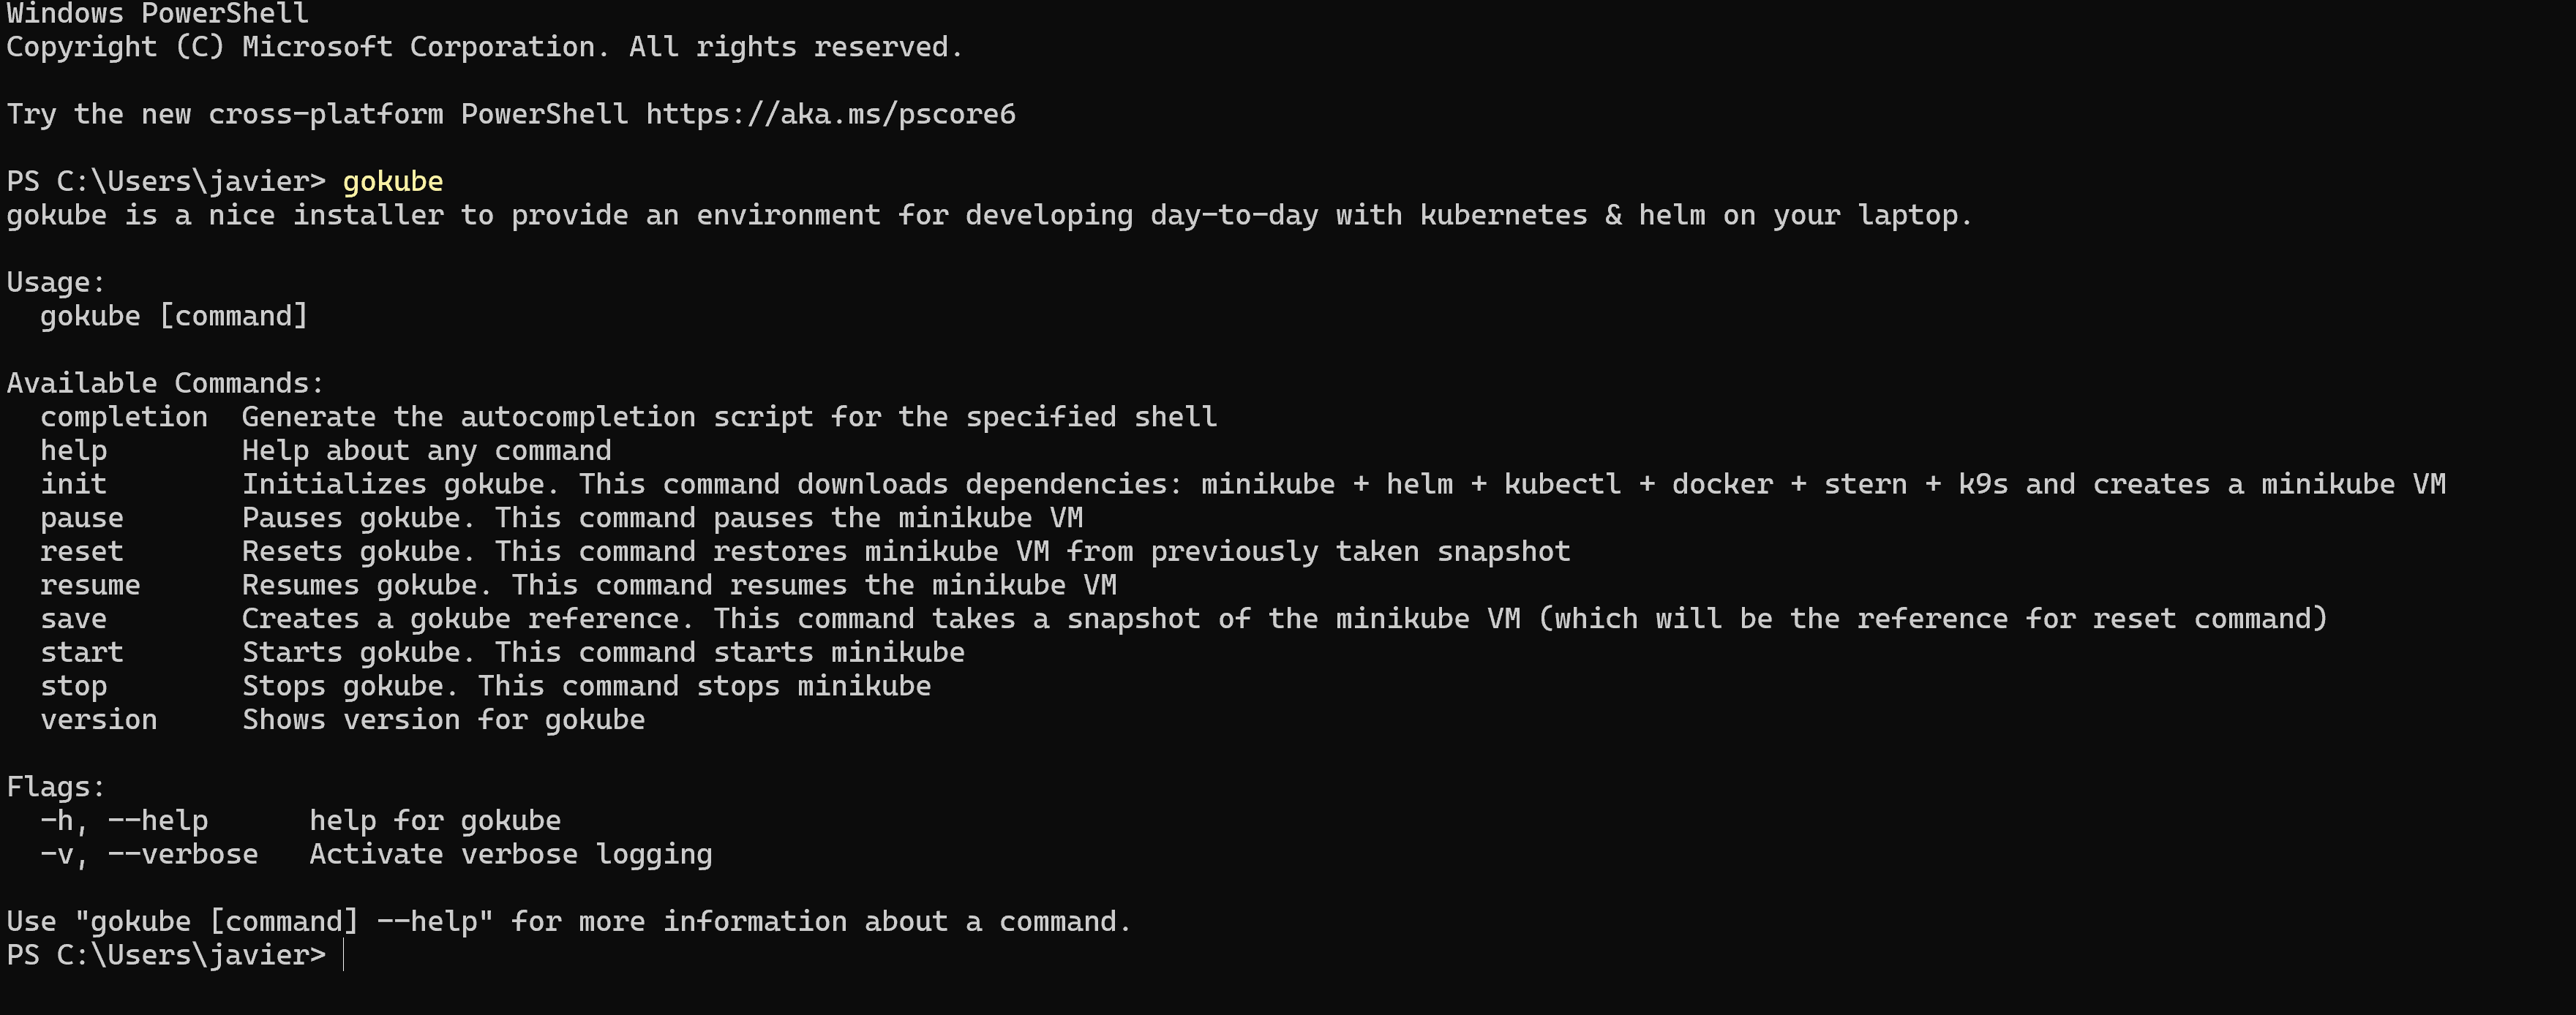 Windows PowerShell
Copyright (C) Microsoft Corporation. All rights reserved.

Try the new cross-platform PowerShell https://aka.ms/pscore6

PS C:\Users\javier> gokube
gokube is a nice installer to provide an environment for developing day-to-day with kubernetes & helm on your laptop.

Usage:
  gokube [command]

Available Commands:
  completion  Generate the autocompletion script for the specified shell
  help        Help about any command
  init        Initializes gokube. This command downloads dependencies: minikube + helm + kubectl + docker + stern + k9s and creates a minikube VM
  pause       Pauses gokube. This command pauses the minikube VM
  reset       Resets gokube. This command restores minikube VM from previously taken snapshot
  resume      Resumes gokube. This command resumes the minikube VM
  save        Creates a gokube reference. This command takes a snapshot of the minikube VM (which will be the reference for reset command)
  start       Starts gokube. This command starts minikube
  stop        Stops gokube. This command stops minikube
  version     Shows version for gokube

Flags:
  -h, --help      help for gokube
  -v, --verbose   Activate verbose logging

Use "gokube [command] --help" for more information about a command.
PS C:\Users\javier>